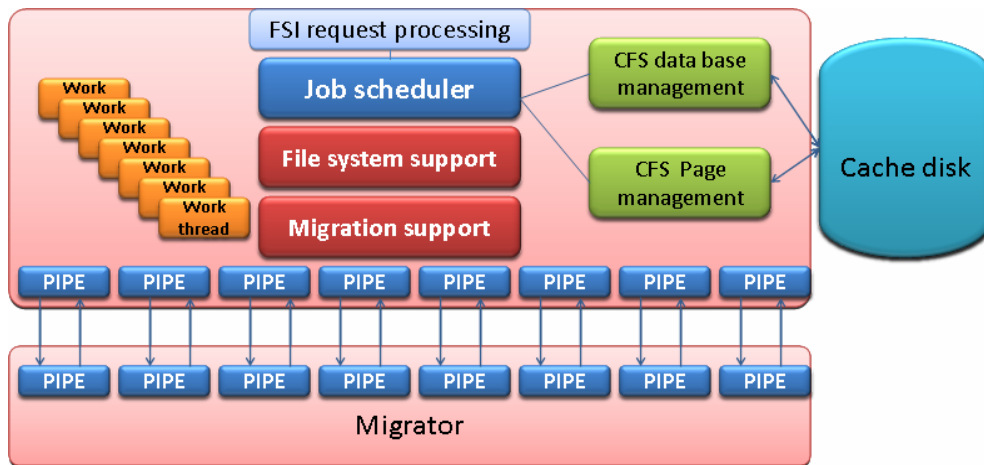 FSI request processing
Job scheduler
File system support
Migration support
Work
Work
Work
Work
Work
Work
Work
thread
CFS data base
management
CFS Page
management
Cache disk
PIPE PIPE PIPE PIPE PIPE PIPE PIPE PIPE
PIPE PIPE PIPE PIPE PIPE PIPE PIPE PIPE
Migrator